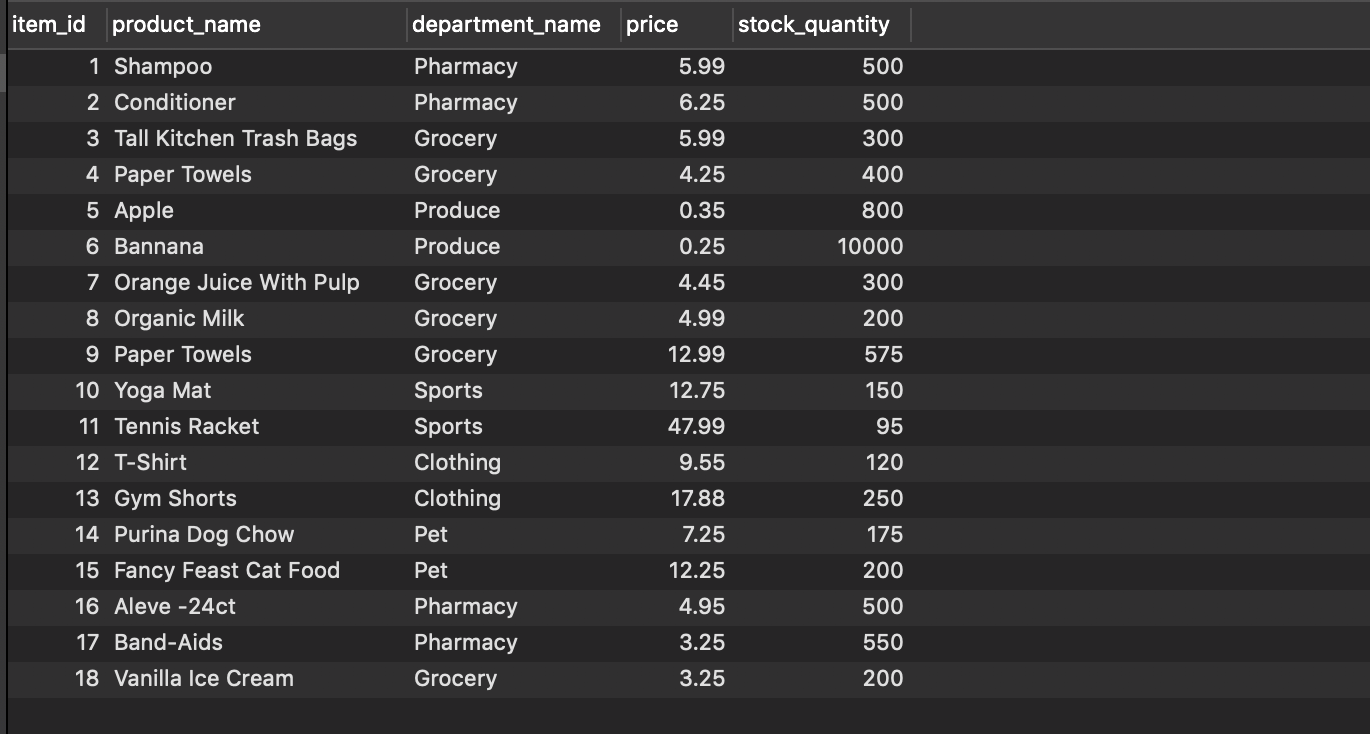 item_id product_name department_name price stock_quantity
1 Shampoo Pharmacy 5.99 500
2 Conditioner Pharmacy 6.25 500
3 Tall Kitchen Trash Bags Grocery 5.99 300
4 Paper Towels Grocery 4.25 400
5 Apple Produce 0.35 800
6 Bannana Produce 0.25 10000
7 Orange Juice With Pulp Grocery 4.45 300
8 Organic Milk Grocery 4.99 200
9 Paper Towels Grocery 12.99 575
10 Yoga Mat Sports 12.75 150
11 Tennis Racket Sports 47.99 95
12 T-Shirt Clothing 9.55 120
13 Gym Shorts Clothing 17.88 250
14 Purina Dog Chow Pet 7.25 175
15 Fancy Feast Cat Food Pet 12.25 200
16 Aleve -24ct Pharmacy 4.95 500
17 Band-Aids Pharmacy 3.25 550
18 Vanilla Ice Cream Grocery 3.25 200